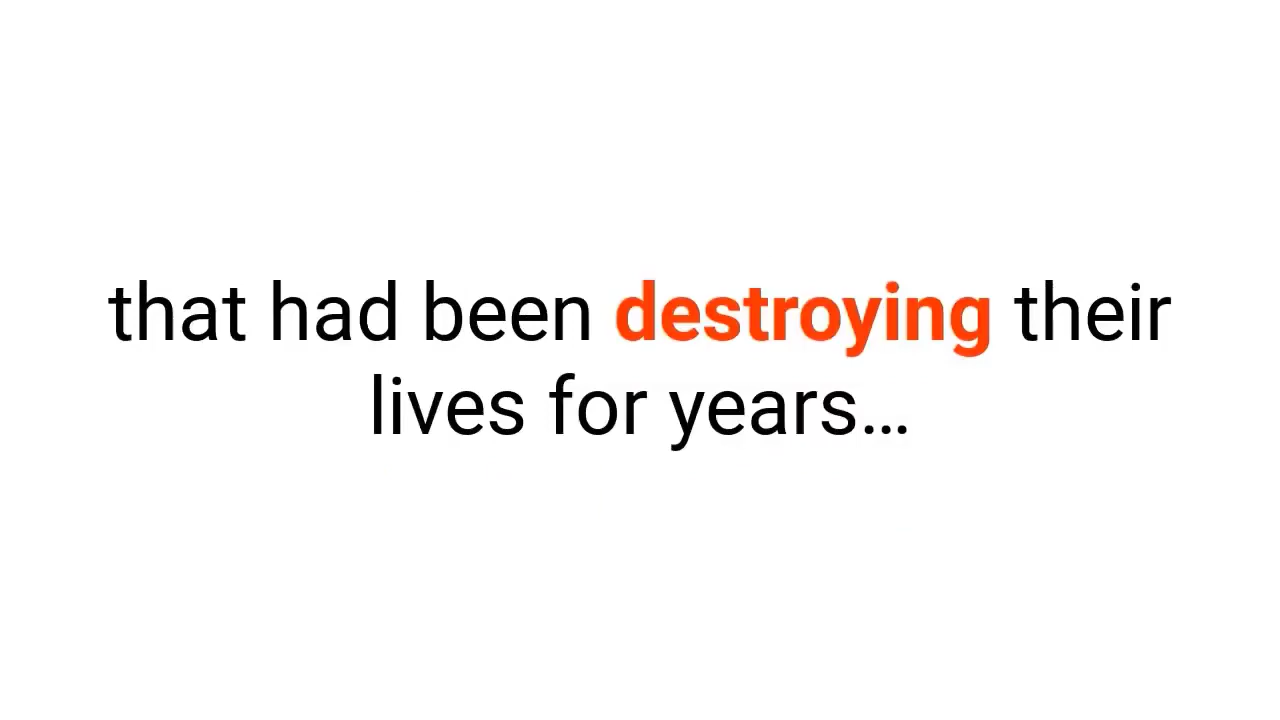 that had been destroying their
lives for years...